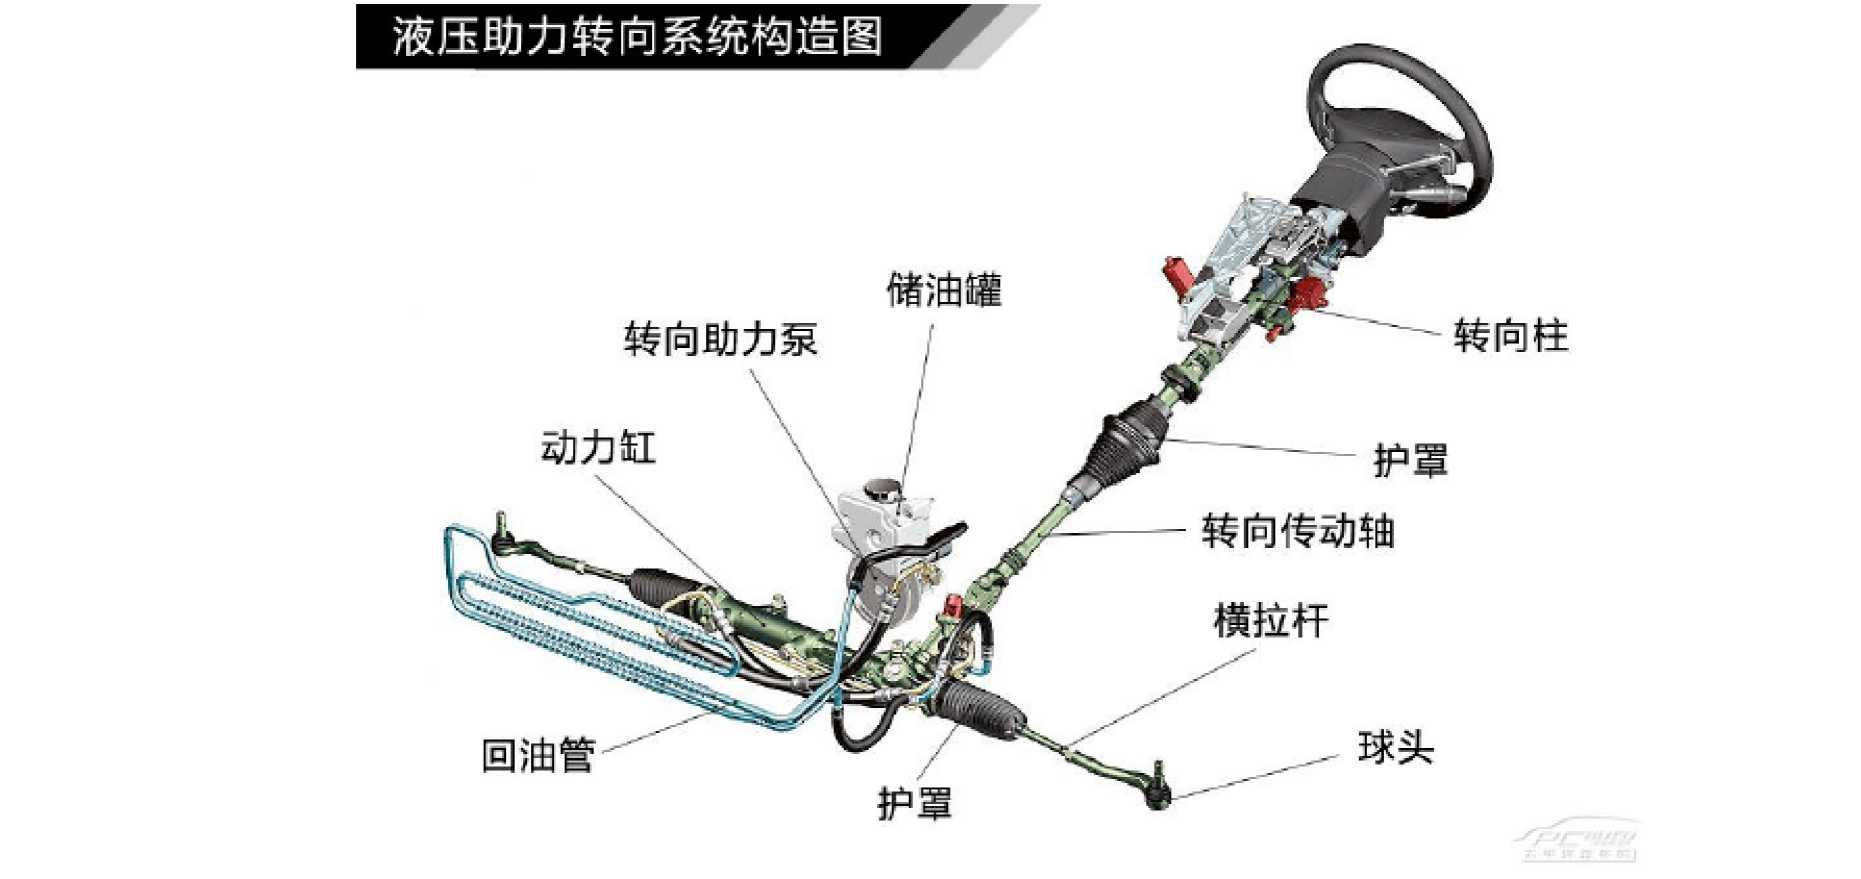 液压助力转向系统构造图
储油罐
转向助力泵
转向柱
动力缸
护罩
转向传动轴
横拉杆
回油管
球头
护罩